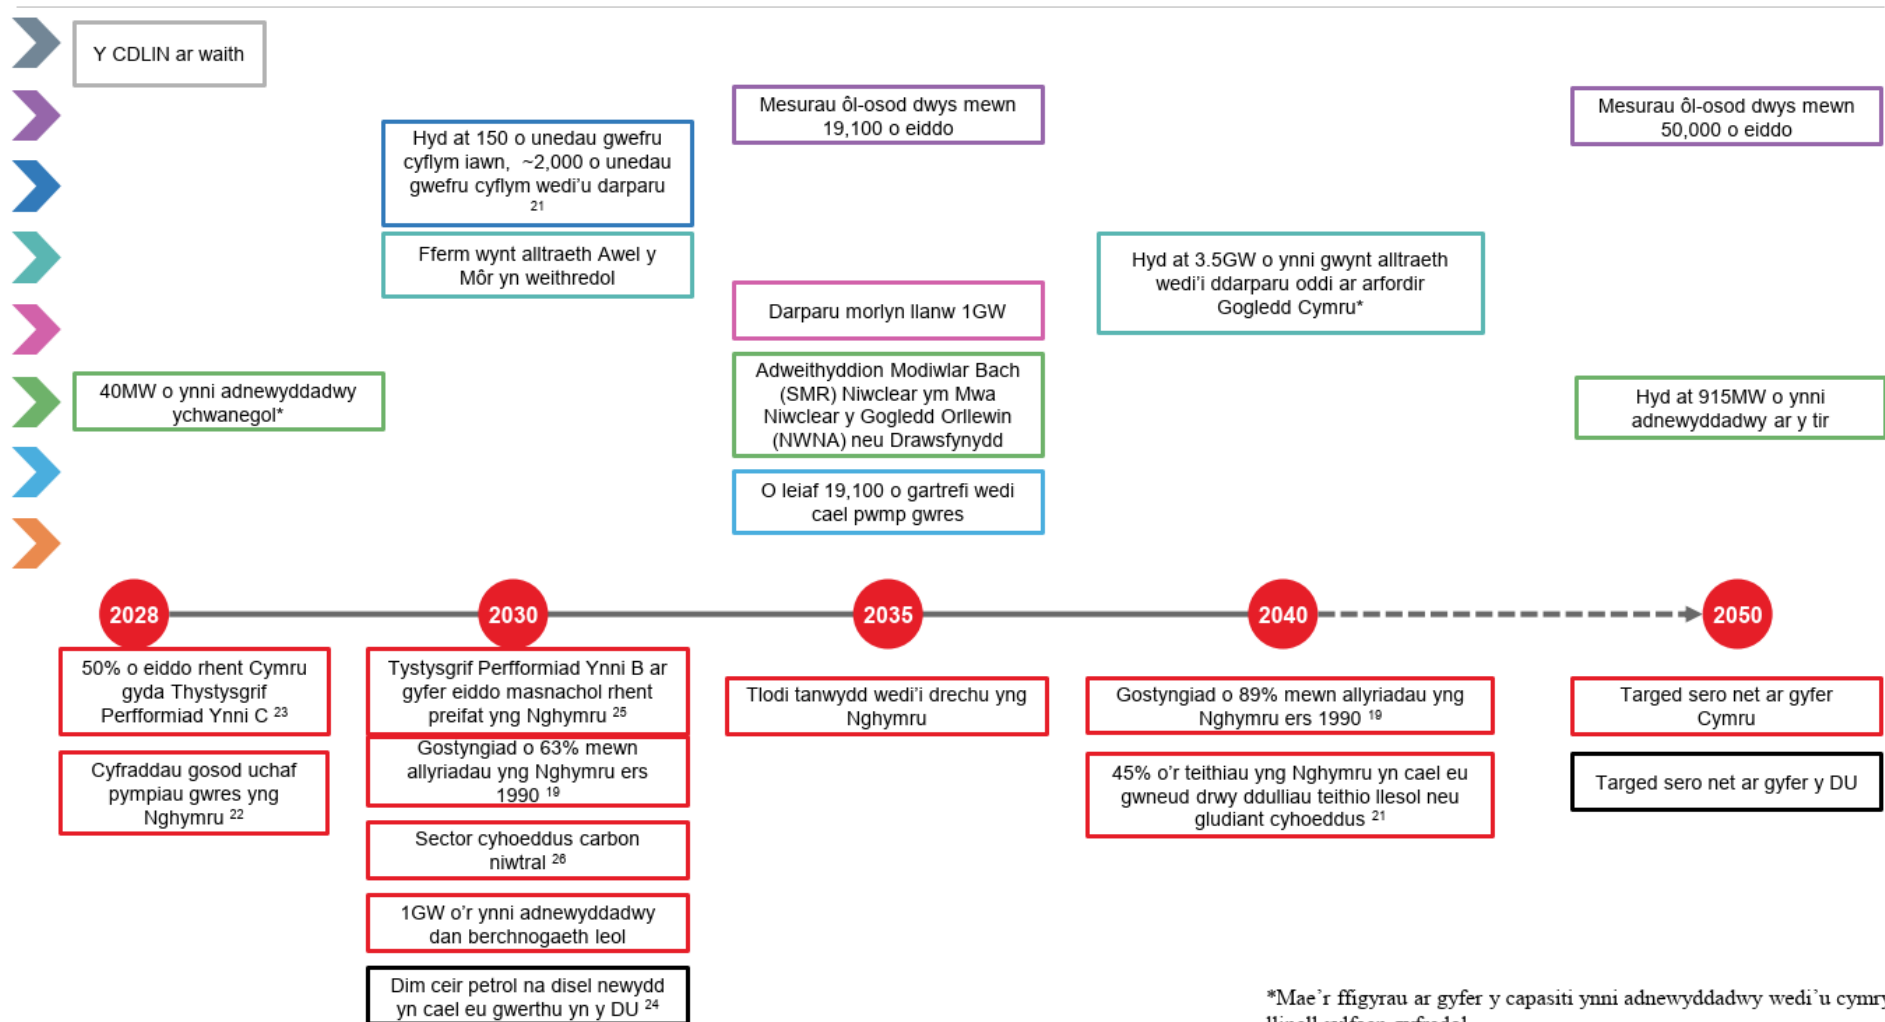 Y CDLIN ar waith
Mesurau ôl-osod dwys mewn
19,100 o eiddo
Mesurau ôl-osod dwys mewn
50,000 o eiddo
Hyd at 150 o unedau gwefru
cyflym iawn, ~2,000 o unedau
gwefru cyflym wedi'u darparu
21
Fferm wynt alltraeth Awel y
Môr yn weithredol
Hyd at 3.5GW o ynni gwynt alltraeth
wedi'i ddarparu oddi ar arfordir
Gogledd Cymru*
Darparu morlyn llanw 1GW
40MW o ynni adnewyddadwy
ychwanegol*
Adweithyddion Modiwlar Bach
(SMR) Niwclear ym Mwa
Niwclear y Gogledd Orllewin
(NWNA) neu Drawsfynydd
Hyd at 915MW o ynni
adnewyddadwy ar y tir
O leiaf 19,100 o gartrefi wedi
cael pwmp gwres
2028
2030
2035
2040
2050
50% o eiddo rhent Cymru
gyda Thystysgrif
Perfformiad Ynni C 23
Cyfraddau gosod uchaf
pympiau gwres yng
Nghymru 22
Tystysgrif Perfformiad Ynni B ar
gyfer eiddo masnachol rhent
preifat yng Nghymru 25
Gostyngiad o 63% mewn
allyriadau yng Nghymru ers
1990 19
Sector cyhoeddus carbon
niwtral 26
1GW o'r ynni adnewyddadwy
dan berchnogaeth leol
Dim ceir petrol na disel newydd
yn cael eu gwerthu yn y DU 24
Tlodi tanwydd wedi'i drechu yng
Nghymru
Gostyngiad o 89% mewn allyriadau yng
Nghymru ers 1990 19
45% o'r teithiau yng Nghymru yn cael eu
gwneud drwy ddulliau teithio llesol neu
gludiant cyhoeddus 21
Targed sero net ar gyfer
Cymru
Targed sero net ar gyfer y DU
*Mae'r ffigyrau ar gyfer y capasiti ynni adnewyddadwy wedi'u cymry